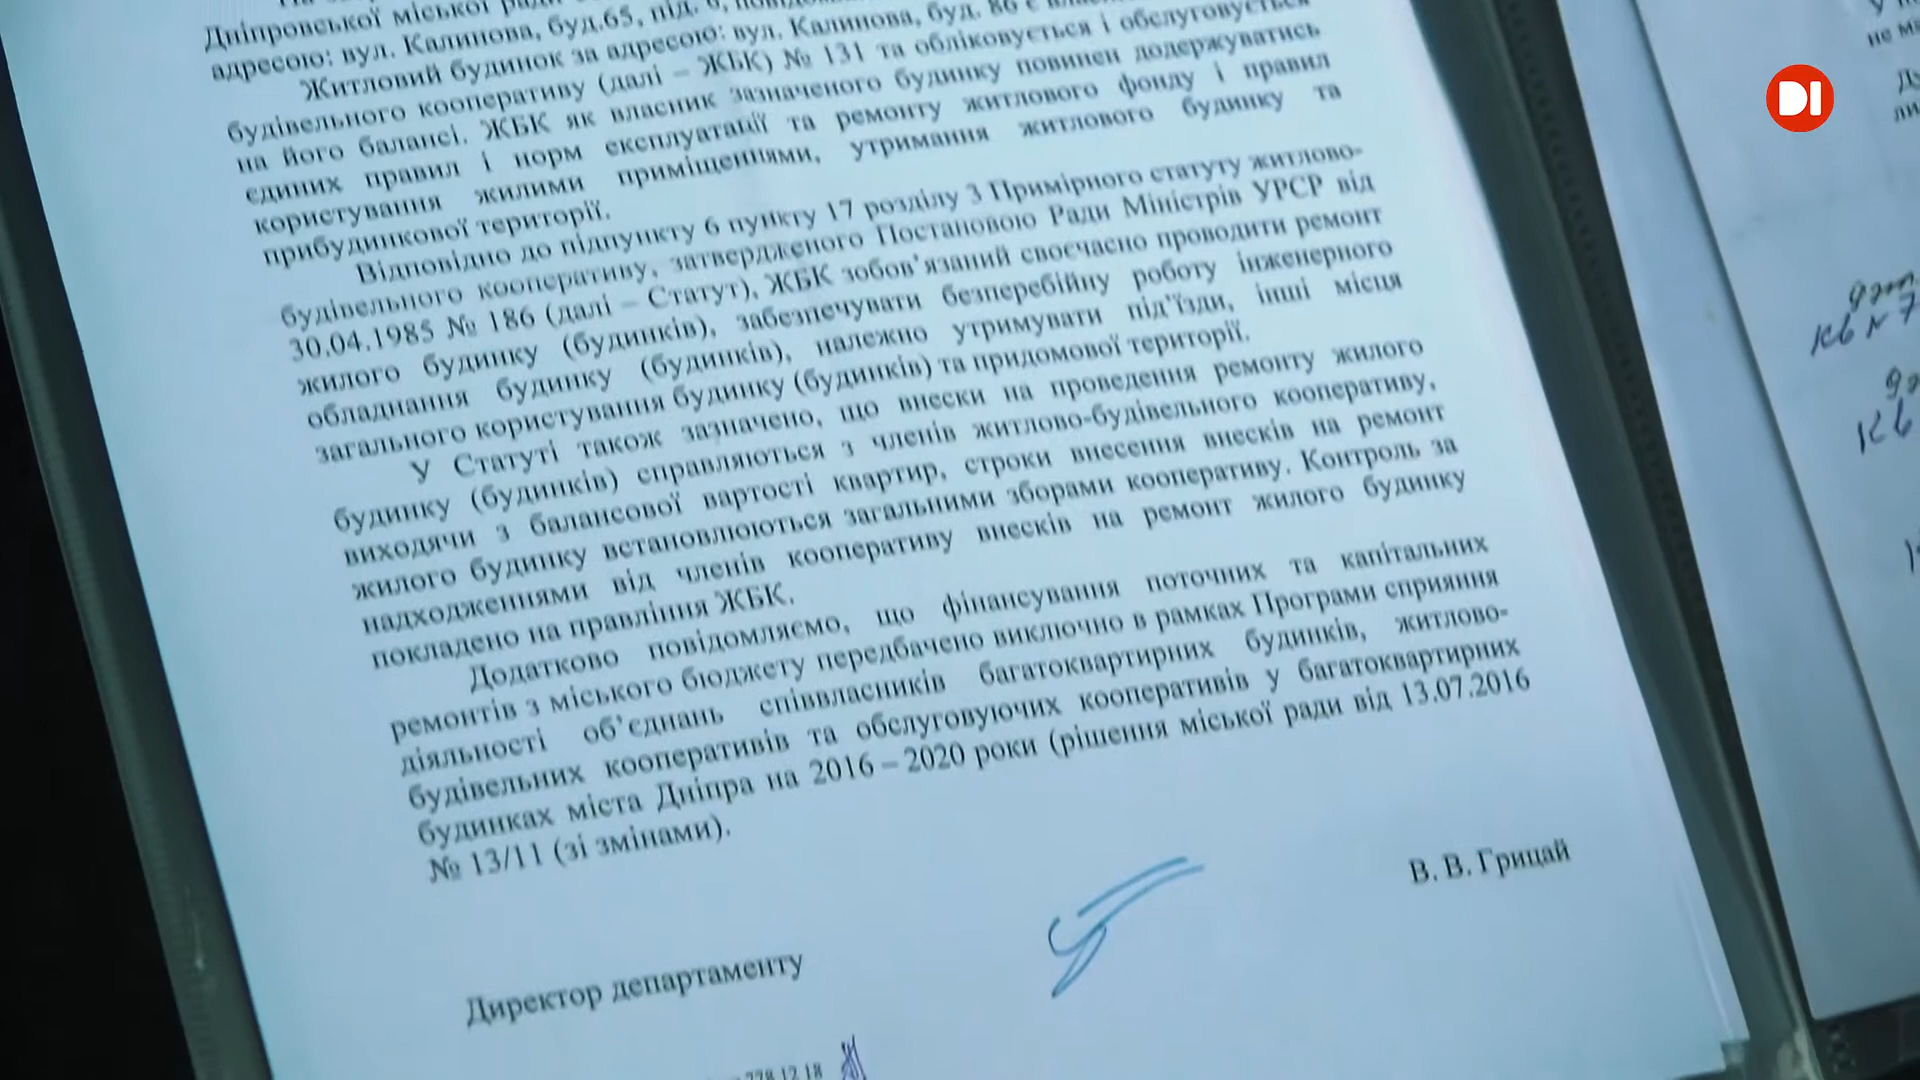 Дніпровської міської ради
адресою: вул. Калинова, буд.65, під. 6,
Житловий будинок за адресою: вул. Калинова, буд. 86 є
будівельного кооперативу (далі – ЖБК) № 131 та обліковується і обслуговується
на його балансі. ЖБК як власник зазначеного будинку повинен додержуватись
єдиних правил і норм експлуатації та ремонту житлового фонду і правил
користування жилими приміщеннями, утримання житлового будинку та
прибудинкової території.
Відповідно до підпункту 6 пункту 17 розділу 3 Примірного статуту житлово-
будівельного кооперативу, затвердженого Постановою Ради Міністрів УРСР від
30.04.1985 № 186 (далі – Статут), ЖБК зобов’язаний своєчасно проводити ремонт
жилого будинку (будинків), забезпечувати безперебійну роботу інженерного
обладнання будинку (будинків), належно утримувати під’їзди, інші місця
загального користування будинку (будинків) та придомової території.
У Статуті також зазначено, що внески на проведення ремонту жилого
будинку (будинків) справляються з членів житлово-будівельного кооперативу,
виходячи з балансової вартості квартир, строки внесення внесків на ремонт
жилого будинку встановлюються загальними зборами кооперативу. Контроль за
надходженнями від членів кооперативу внесків на ремонт жилого будинку
покладено на правління ЖБК.
Додатково повідомляємо, що фінансування поточних та капітальних
ремонтів з міського бюджету передбачено виключно в рамках Програми сприяння
діяльності об’єднань співвласників багатоквартирних будинків, житлово-
будівельних кооперативів та обслуговуючих кооперативів у багатоквартирних
будинках міста Дніпра на 2016 – 2020 роки (рішення міської ради від 13.07.2016
№ 13/11 (зі змінами).
Директор департаменту
В. В. Грицай
778 12 18
DI
не
кв № 7
кв